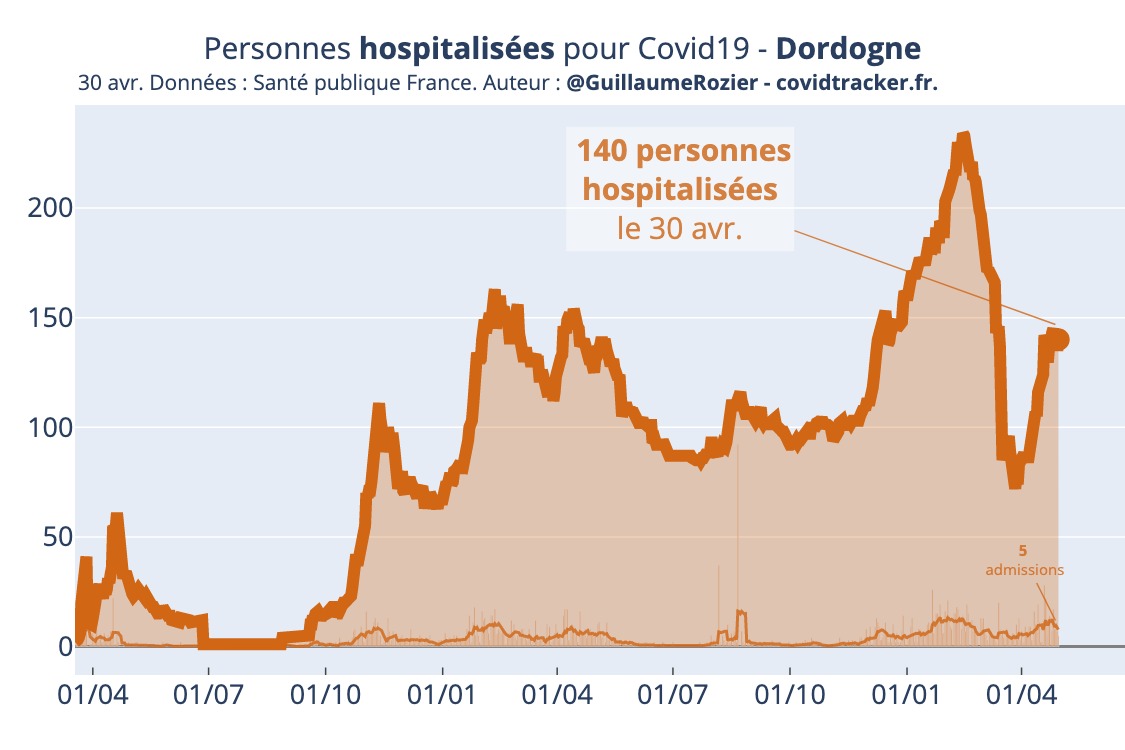 Personnes hospitalisées pour Covid19 - Dordogne
30 avr. Données : Santé publique France. Auteur : @GuillaumeRozier - covidtracker.fr.
140 personnes
hospitalisées
le 30 avr.
200
150
100
50
0
5
admissions
01/04 01/07 01/10 01/01 01/04 01/07 01/10 01/01 01/04